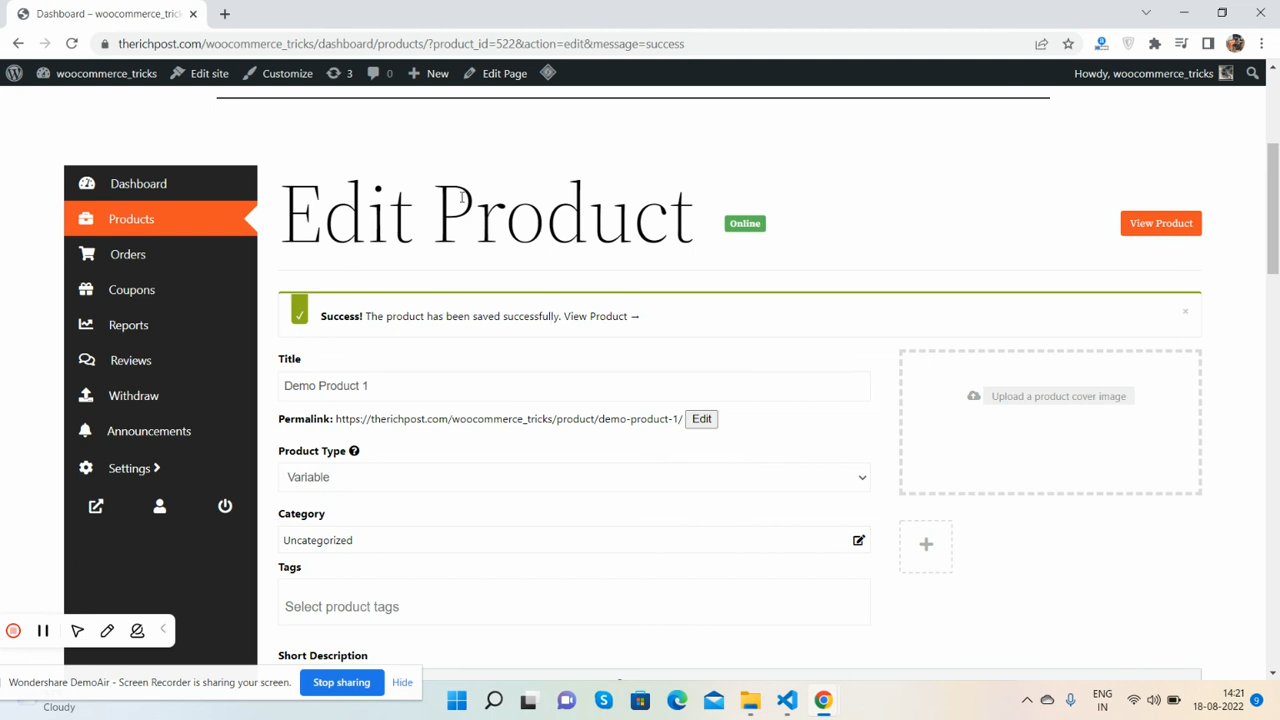 Dashboard – woocommerce_tricks
therichpost.com/woocommerce_tricks/dashboard/products/?product_id=522&action=edit&message=success
woocommerce_tricks
Edit site
Customize
3
0
New
Edit Page
Howdy, woocommerce_tricks
Dashboard
Products
Orders
Coupons
Reports
Reviews
Withdraw
Announcements
Settings
Edit Product
Online
View Product
Success! The product has been saved successfully. View Product →
×
Title
Demo Product 1
Permalink: https://therichpost.com/woocommerce_tricks/product/demo-product-1/ Edit
Product Type
Variable
Category
Uncategorized
Tags
Select product tags
Short Description
Upload a product cover image
Wondershare DemoAir - Screen Recorder is sharing your screen.
Stop sharing
Hide
Cloudy
ENG
IN
14:21
18-08-2022
9